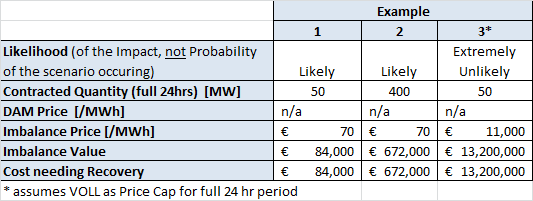 Example
1 2 3*
Likelihood (of the Impact, not Probability of the scenario occuring) Likely Likely Extremely Unlikely
Contracted Quantity (full 24hrs) [MW] 50 400 50
DAM Price [/MWh] n/a n/a n/a
Imbalance Price [/MWh] € 70 € 70 € 11,000
Imbalance Value € 84,000 € 672,000 € 13,200,000
Cost needing Recovery € 84,000 € 672,000 € 13,200,000
* assumes VOLL as Price Cap for full 24 hr period